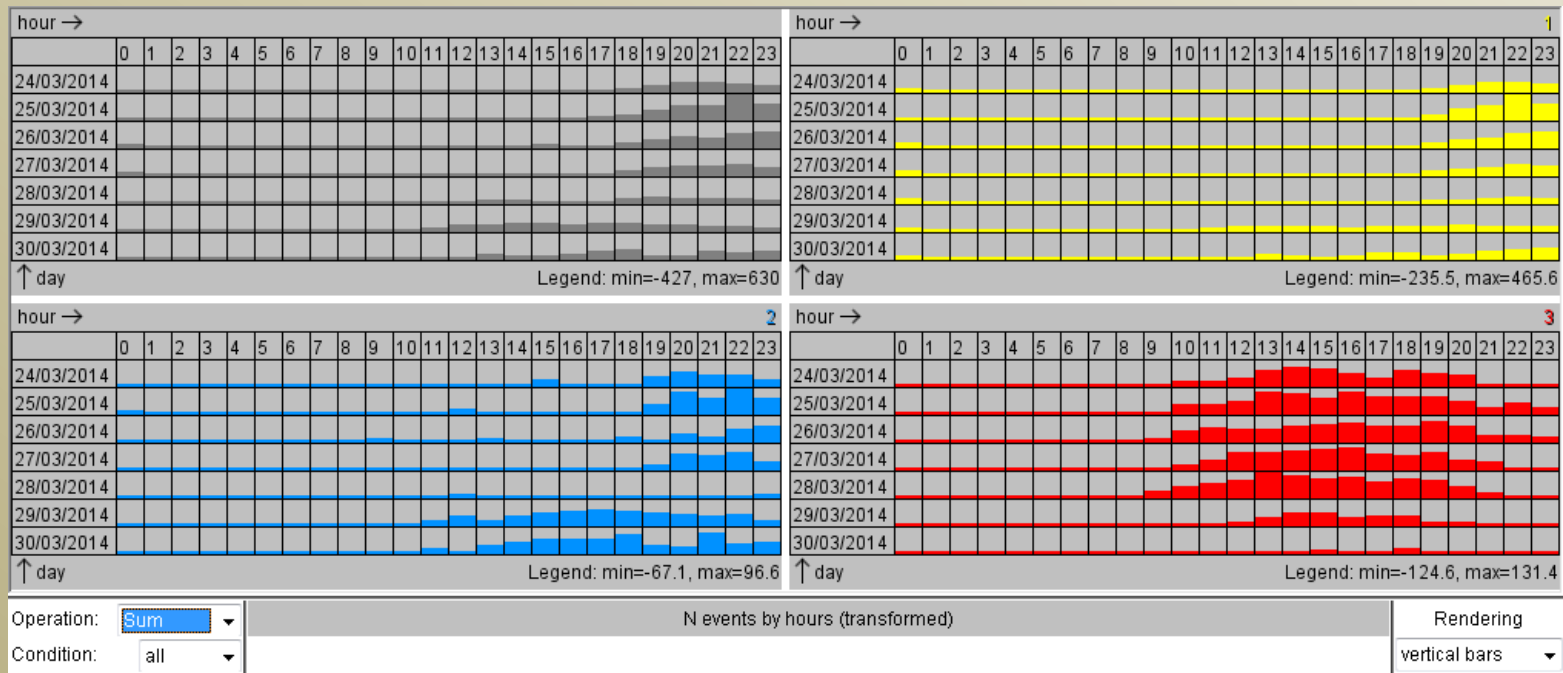 hour →
0 1 2 3 4 5 6 7 8 9 10 11 12 13 14 15 16 17 18 19 20 21 22 23
24/03/2014
25/03/2014
26/03/2014
27/03/2014
28/03/2014
29/03/2014
30/03/2014
↑ day Legend: min=-427, max=630
hour → 1
0 1 2 3 4 5 6 7 8 9 10 11 12 13 14 15 16 17 18 19 20 21 22 23
24/03/2014
25/03/2014
26/03/2014
27/03/2014
28/03/2014
29/03/2014
30/03/2014
↑ day Legend: min=-235.5, max=465.6
hour → 2
0 1 2 3 4 5 6 7 8 9 10 11 12 13 14 15 16 17 18 19 20 21 22 23
24/03/2014
25/03/2014
26/03/2014
27/03/2014
28/03/2014
29/03/2014
30/03/2014
↑ day Legend: min=-67.1, max=96.6
hour → 3
0 1 2 3 4 5 6 7 8 9 10 11 12 13 14 15 16 17 18 19 20 21 22 23
24/03/2014
25/03/2014
26/03/2014
27/03/2014
28/03/2014
29/03/2014
30/03/2014
↑ day Legend: min=-124.6, max=131.4
Operation: Sum N events by hours (transformed) Rendering
Condition: all vertical bars